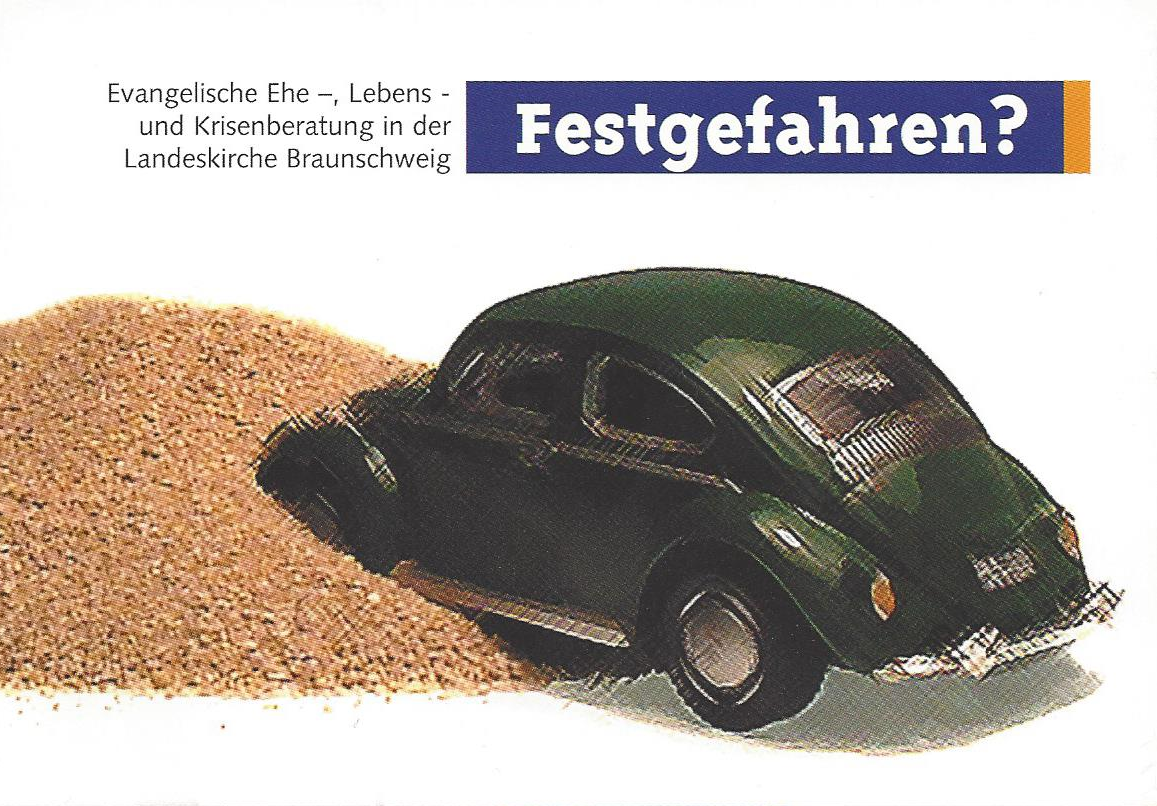 Evangelische Ehe –, Lebens -
und Krisenberatung in der
Landeskirche Braunschweig
Festgefahren?